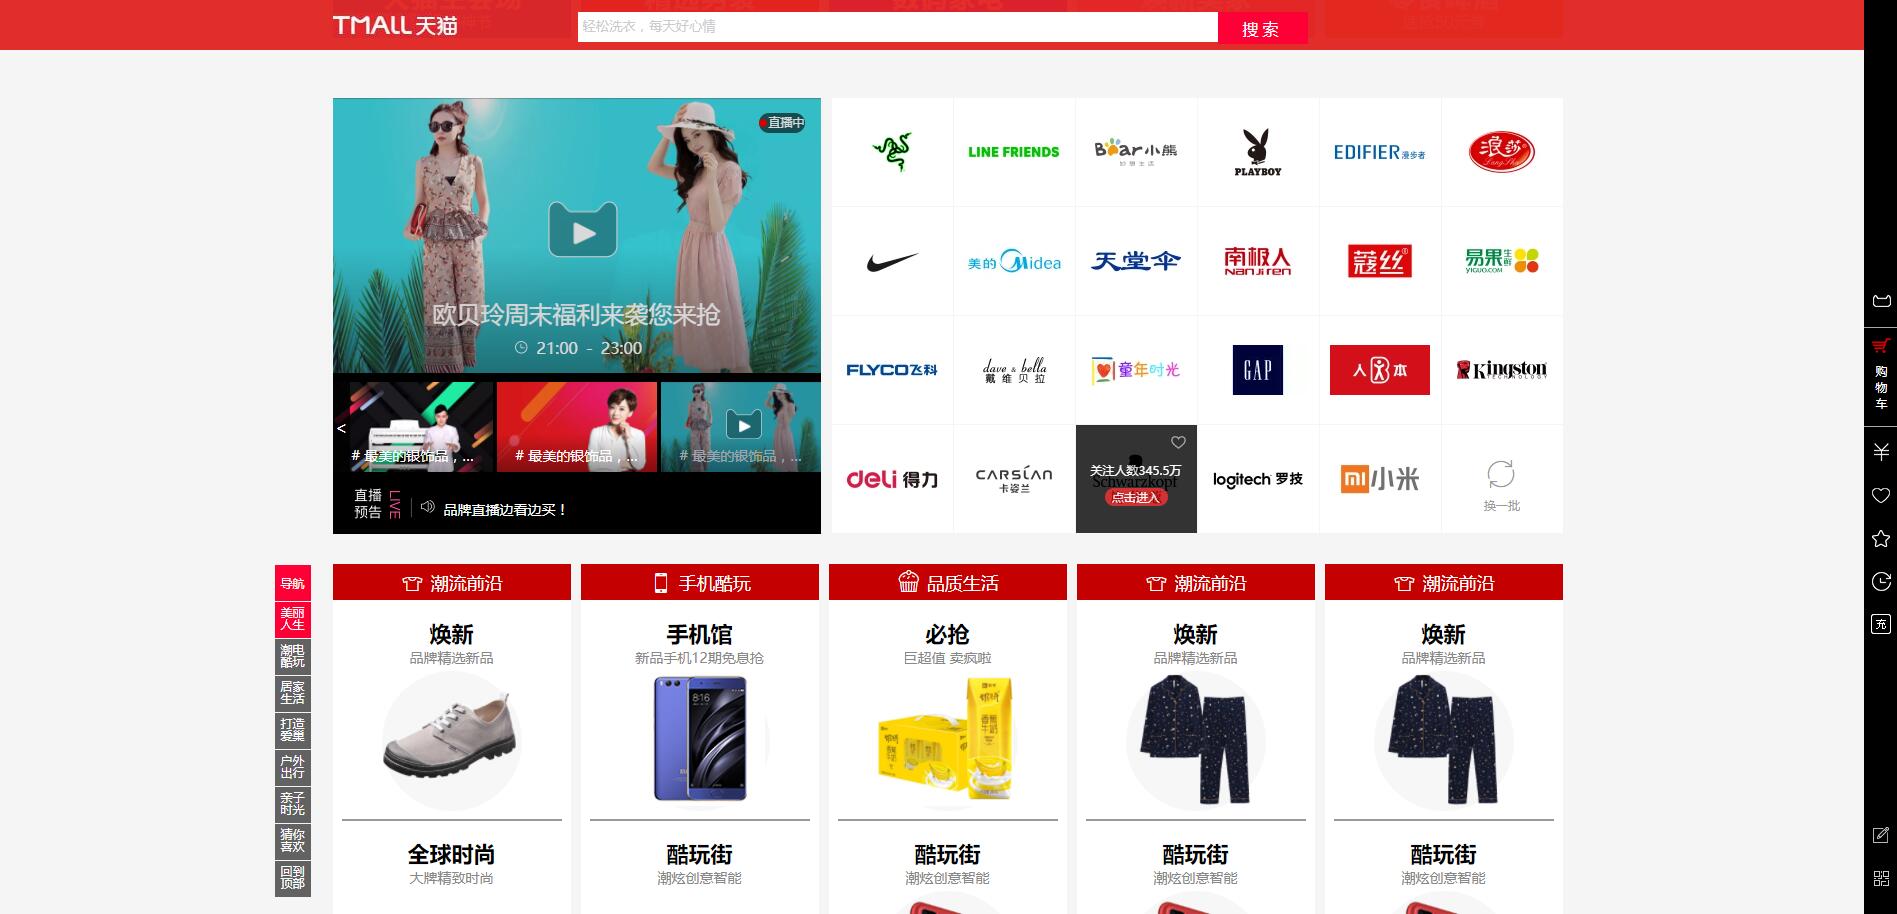 TMALL天猫
轻松洗衣，每天好心情
搜 索
直播中
欧贝玲周末福利来袭您来抢
21:00 - 23:00
<
# 最美的银饰品，...
# 最美的银饰品，...
# 最美的银饰品，...
直播
预告
LIVE
品牌直播边看边买！
LINE FRIENDS
Bear小熊
妙想生活
PLAYBOY
EDIFIER漫步者
浪莎
LangSha
美的 Midea
天堂伞
南极人
NanJiren
蔻丝
易果生鲜
YIGUO.COM
FLYCO飞科
dave & bella
戴维贝拉
童年时光
GAP
人本
Kingston
TECHNOLOGY
deli 得力
CARSLAN
卡姿兰
关注人数345.5万
Schwarzkopf
点击进入
logitech 罗技
mi小米
换一批
导航
美丽
人生
潮电
酷玩
居家
生活
打造
爱巢
户外
出行
亲子
时光
猜你
喜欢
回到
顶部
潮流前沿
焕新
品牌精选新品
全球时尚
大牌精致时尚
手机酷玩
手机馆
新品手机12期免息抢
8:16
酷玩街
潮炫创意智能
品质生活
必抢
巨超值 卖疯啦
香蕉
牛奶
酷玩街
潮炫创意智能
潮流前沿
焕新
品牌精选新品
酷玩街
潮炫创意智能
潮流前沿
焕新
品牌精选新品
酷玩街
潮炫创意智能
购
物
车
充